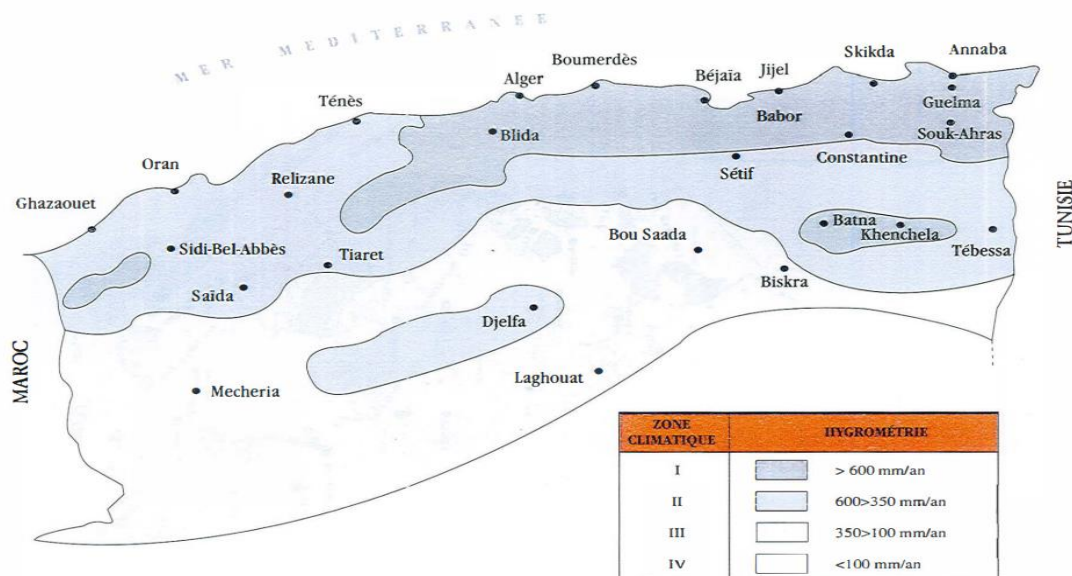 MER MEDITERRANEE
Skikda
Annaba
Boumerdès
Jijel
Alger
Béjaïa
Guelma
Ténès
Babor
Blida
Souk-Ahras
Constantine
Oran
Relizane
Sétif
Ghazaouet
TUNISIE
Batna
Khenchela
Sidi-Bel-Abbès
Tiaret
Bou Saada
Tébessa
Biskra
Saïda
Djelfa
MAROC
Mecheria
Laghouat
ZONE CLIMATIQUE
HYGROMÉTRIE
I > 600 mm/an
II 600>350 mm/an
III 350>100 mm/an
IV <100 mm/an